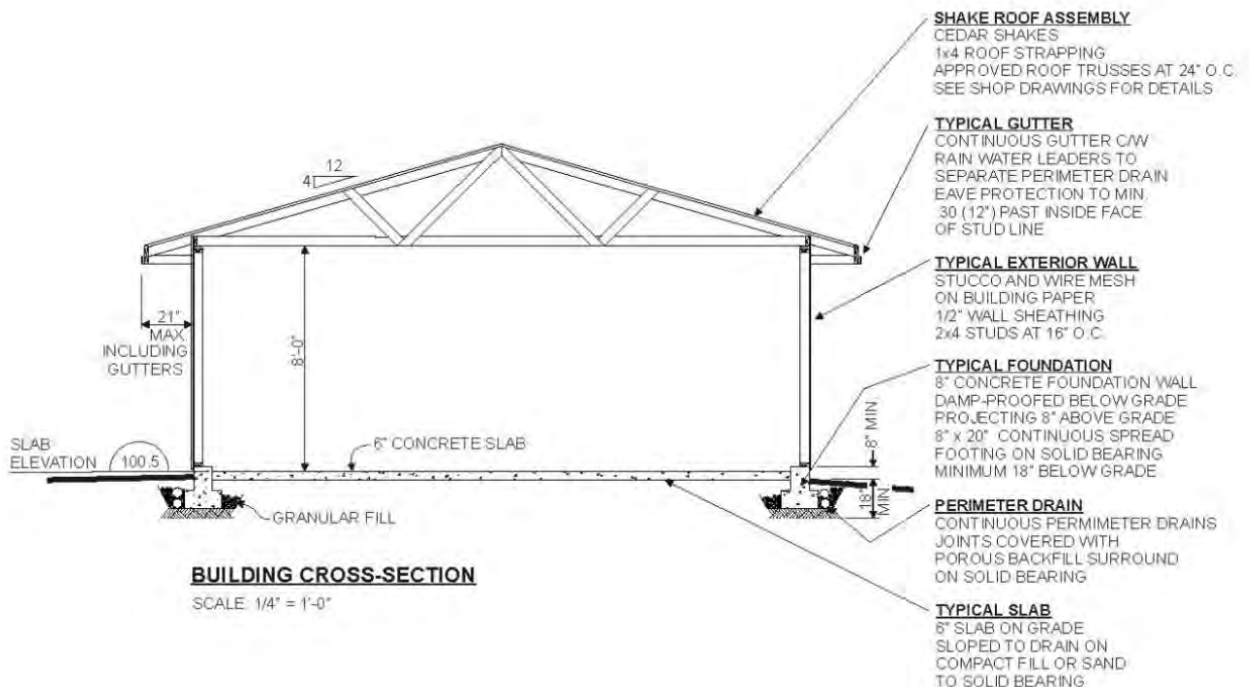 SHAKE ROOF ASSEMBLY
CEDAR SHAKES
1x4 ROOF STRAPPING
APPROVED ROOF TRUSSES AT 24" O.C.
SEE SHOP DRAWINGS FOR DETAILS
TYPICAL GUTTER
CONTINUOUS GUTTER C/W
RAIN WATER LEADERS TO
SEPARATE PERIMETER DRAIN
EAVE PROTECTION TO MIN.
30 (12") PAST INSIDE FACE
OF STUD LINE
TYPICAL EXTERIOR WALL
STUCCO AND WIRE MESH
ON BUILDING PAPER
1/2" WALL SHEATHING
2x4 STUDS AT 16" O.C.
TYPICAL FOUNDATION
8" CONCRETE FOUNDATION WALL
DAMP-PROOFED BELOW GRADE
PROJECTING 8" ABOVE GRADE
8" x 20" CONTINUOUS SPREAD
FOOTING ON SOLID BEARING
MINIMUM 18" BELOW GRADE
PERIMETER DRAIN
CONTINUOUS PERMIMETER DRAINS
JOINTS COVERED WITH
POROUS BACKFILL SURROUND
ON SOLID BEARING
TYPICAL SLAB
6" SLAB ON GRADE
SLOPED TO DRAIN ON
COMPACT FILL OR SAND
TO SOLID BEARING
12
4
21"
MAX
INCLUDING
GUTTERS
8'-0"
SLAB
ELEVATION
100.5
6" CONCRETE SLAB
GRANULAR FILL
8" MIN.
18"
MIN.
BUILDING CROSS-SECTION
SCALE: 1/4" = 1'-0"